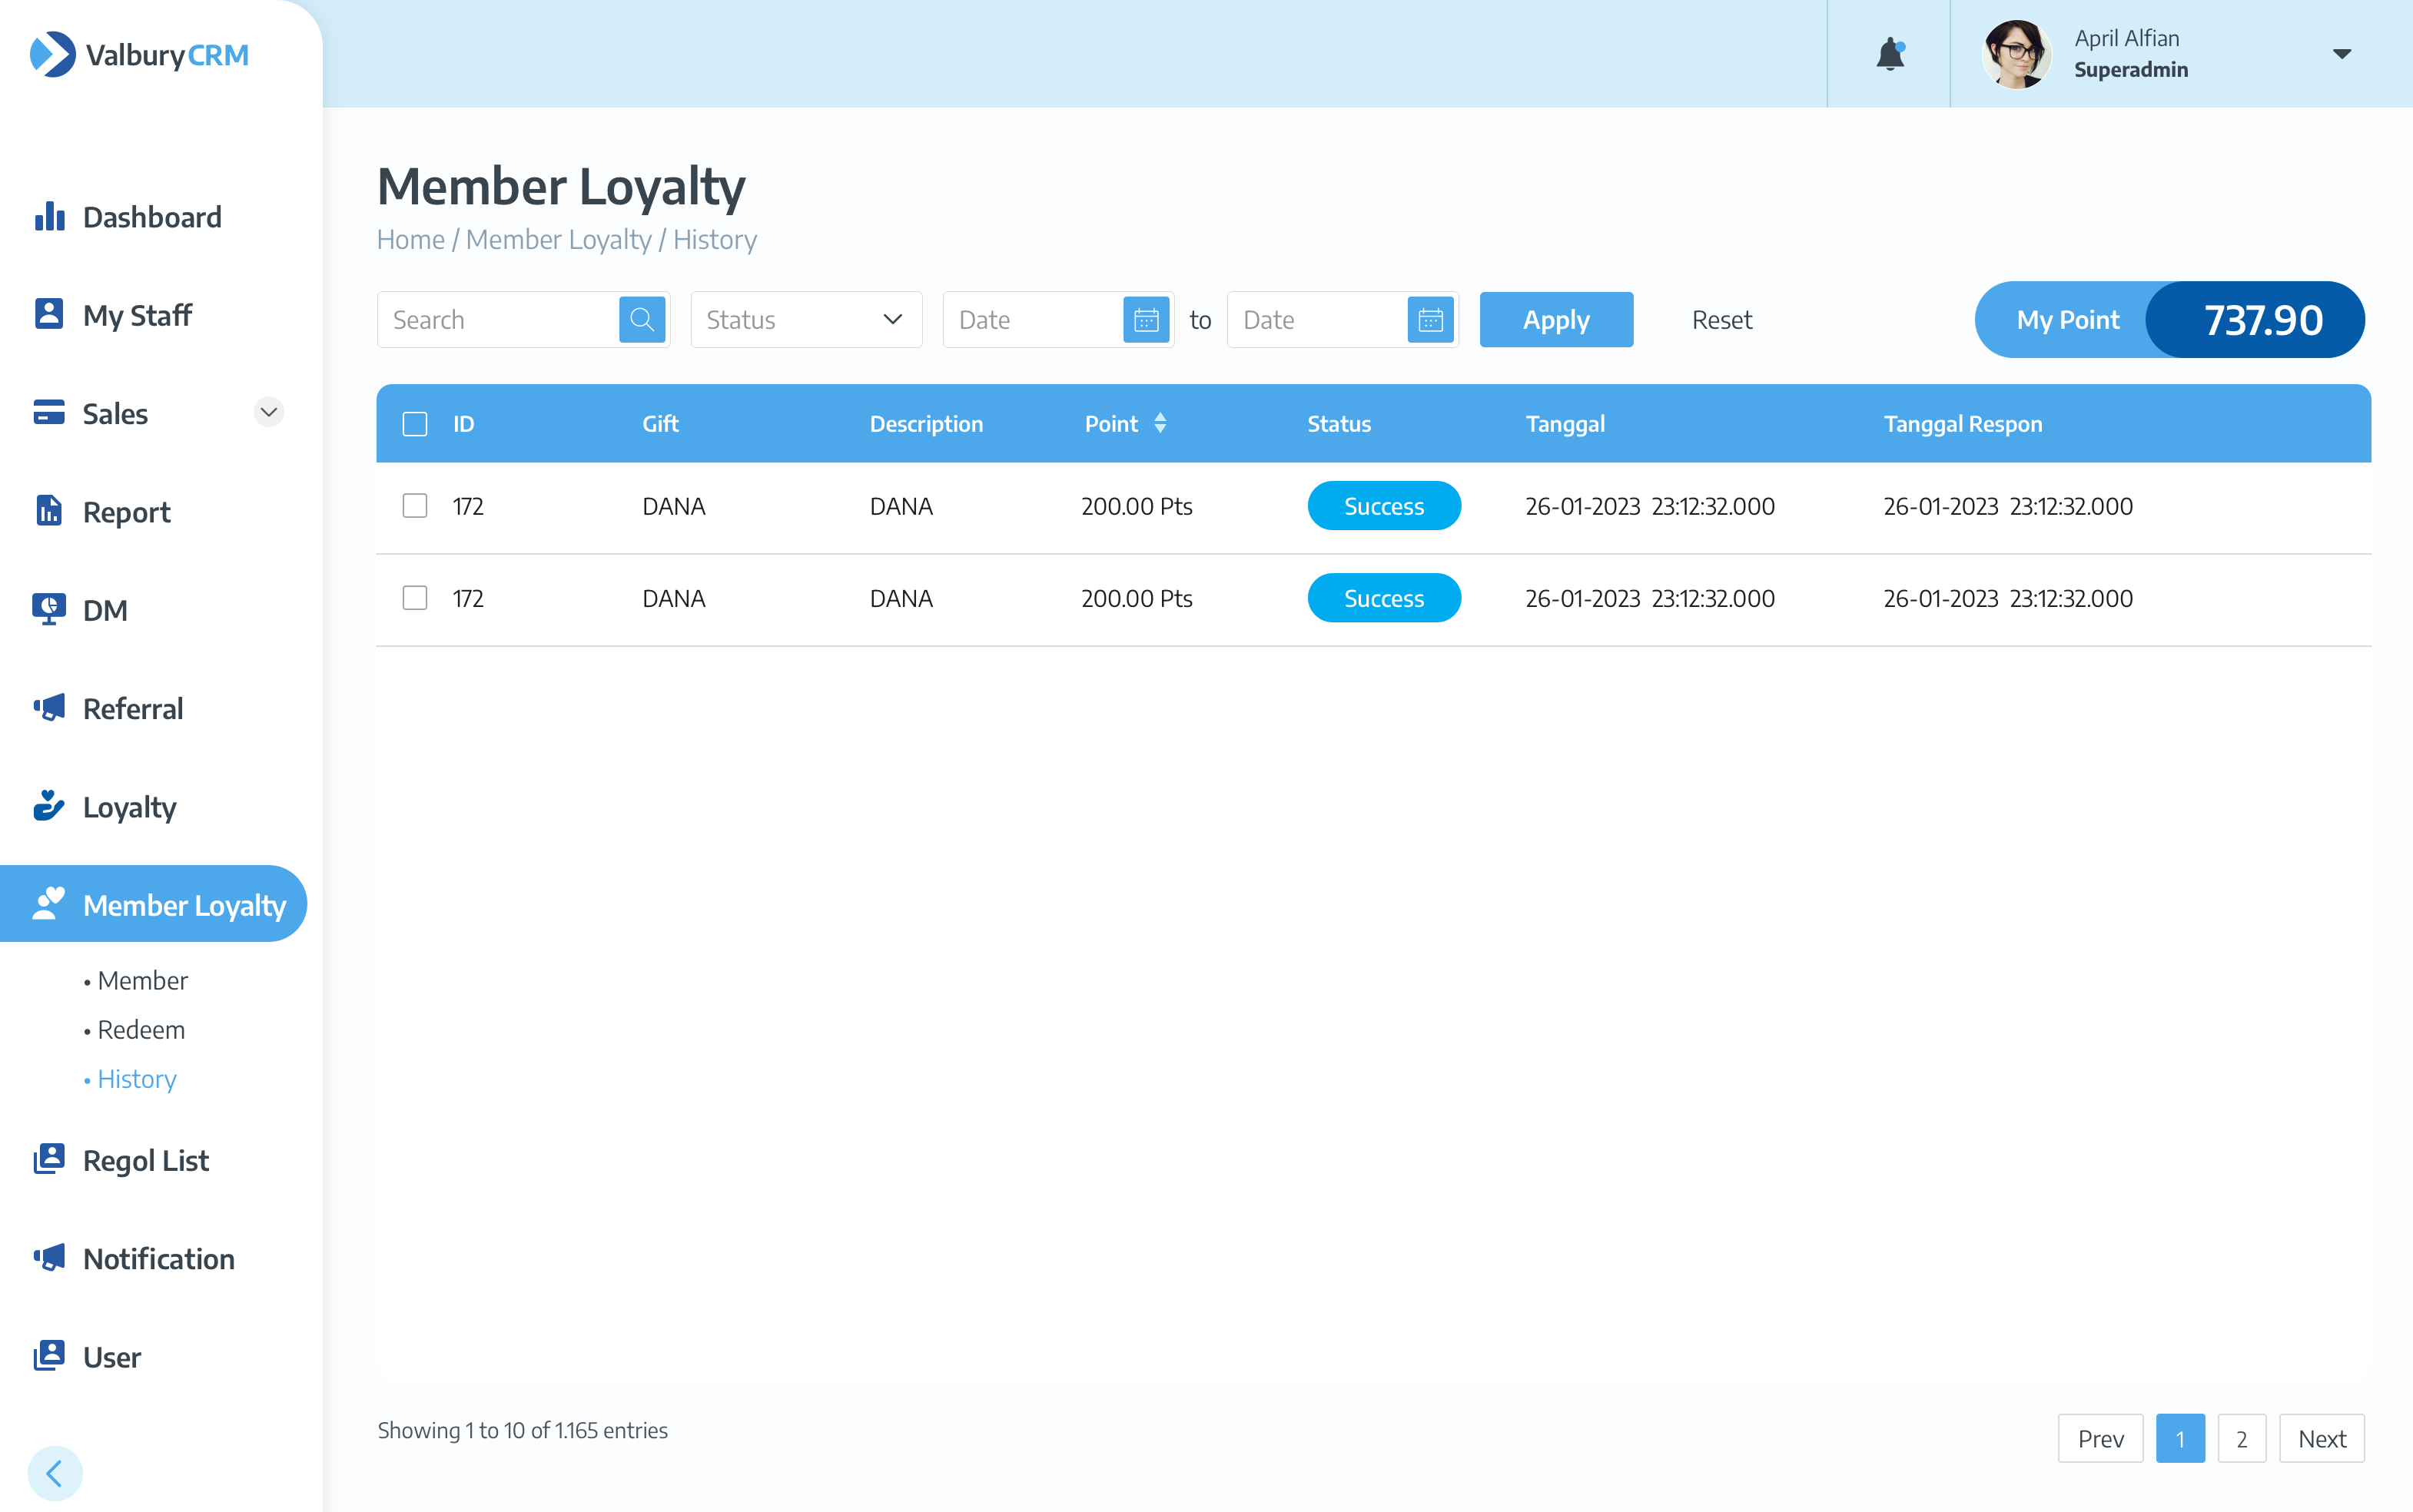 ValburyCRM
April Alfian
Superadmin
Dashboard
My Staff
Sales
Report
DM
Referral
Loyalty
Member Loyalty
• Member
• Redeem
• History
Regol List
Notification
User
Member Loyalty
Home / Member Loyalty / History
Search
Status
Date
to
Date
Apply
Reset
My Point
737.90
ID Gift Description Point Status Tanggal Tanggal Respon
172 DANA DANA 200.00 Pts Success 26-01-2023 23:12:32.000 26-01-2023 23:12:32.000
172 DANA DANA 200.00 Pts Success 26-01-2023 23:12:32.000 26-01-2023 23:12:32.000
Showing 1 to 10 of 1.165 entries
Prev 1 2 Next